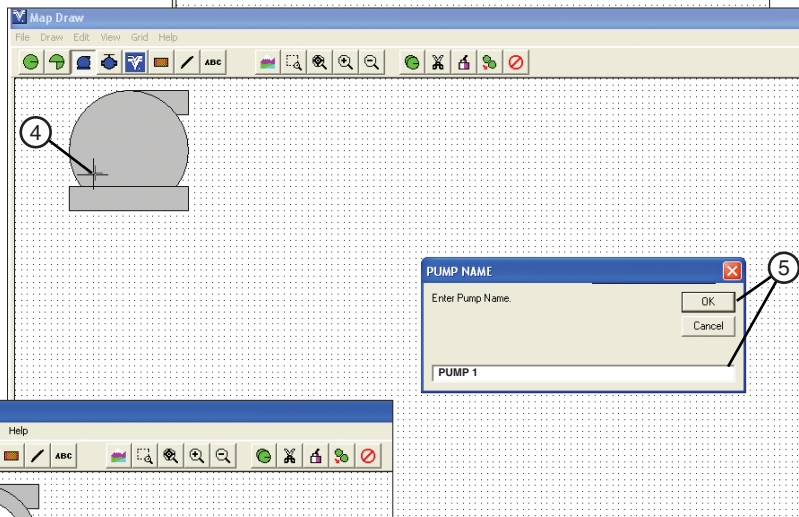 Map Draw
File Draw Edit View Grid Help
ABC
4
5
PUMP NAME
Enter Pump Name.
OK
Cancel
PUMP 1
Help
ABC